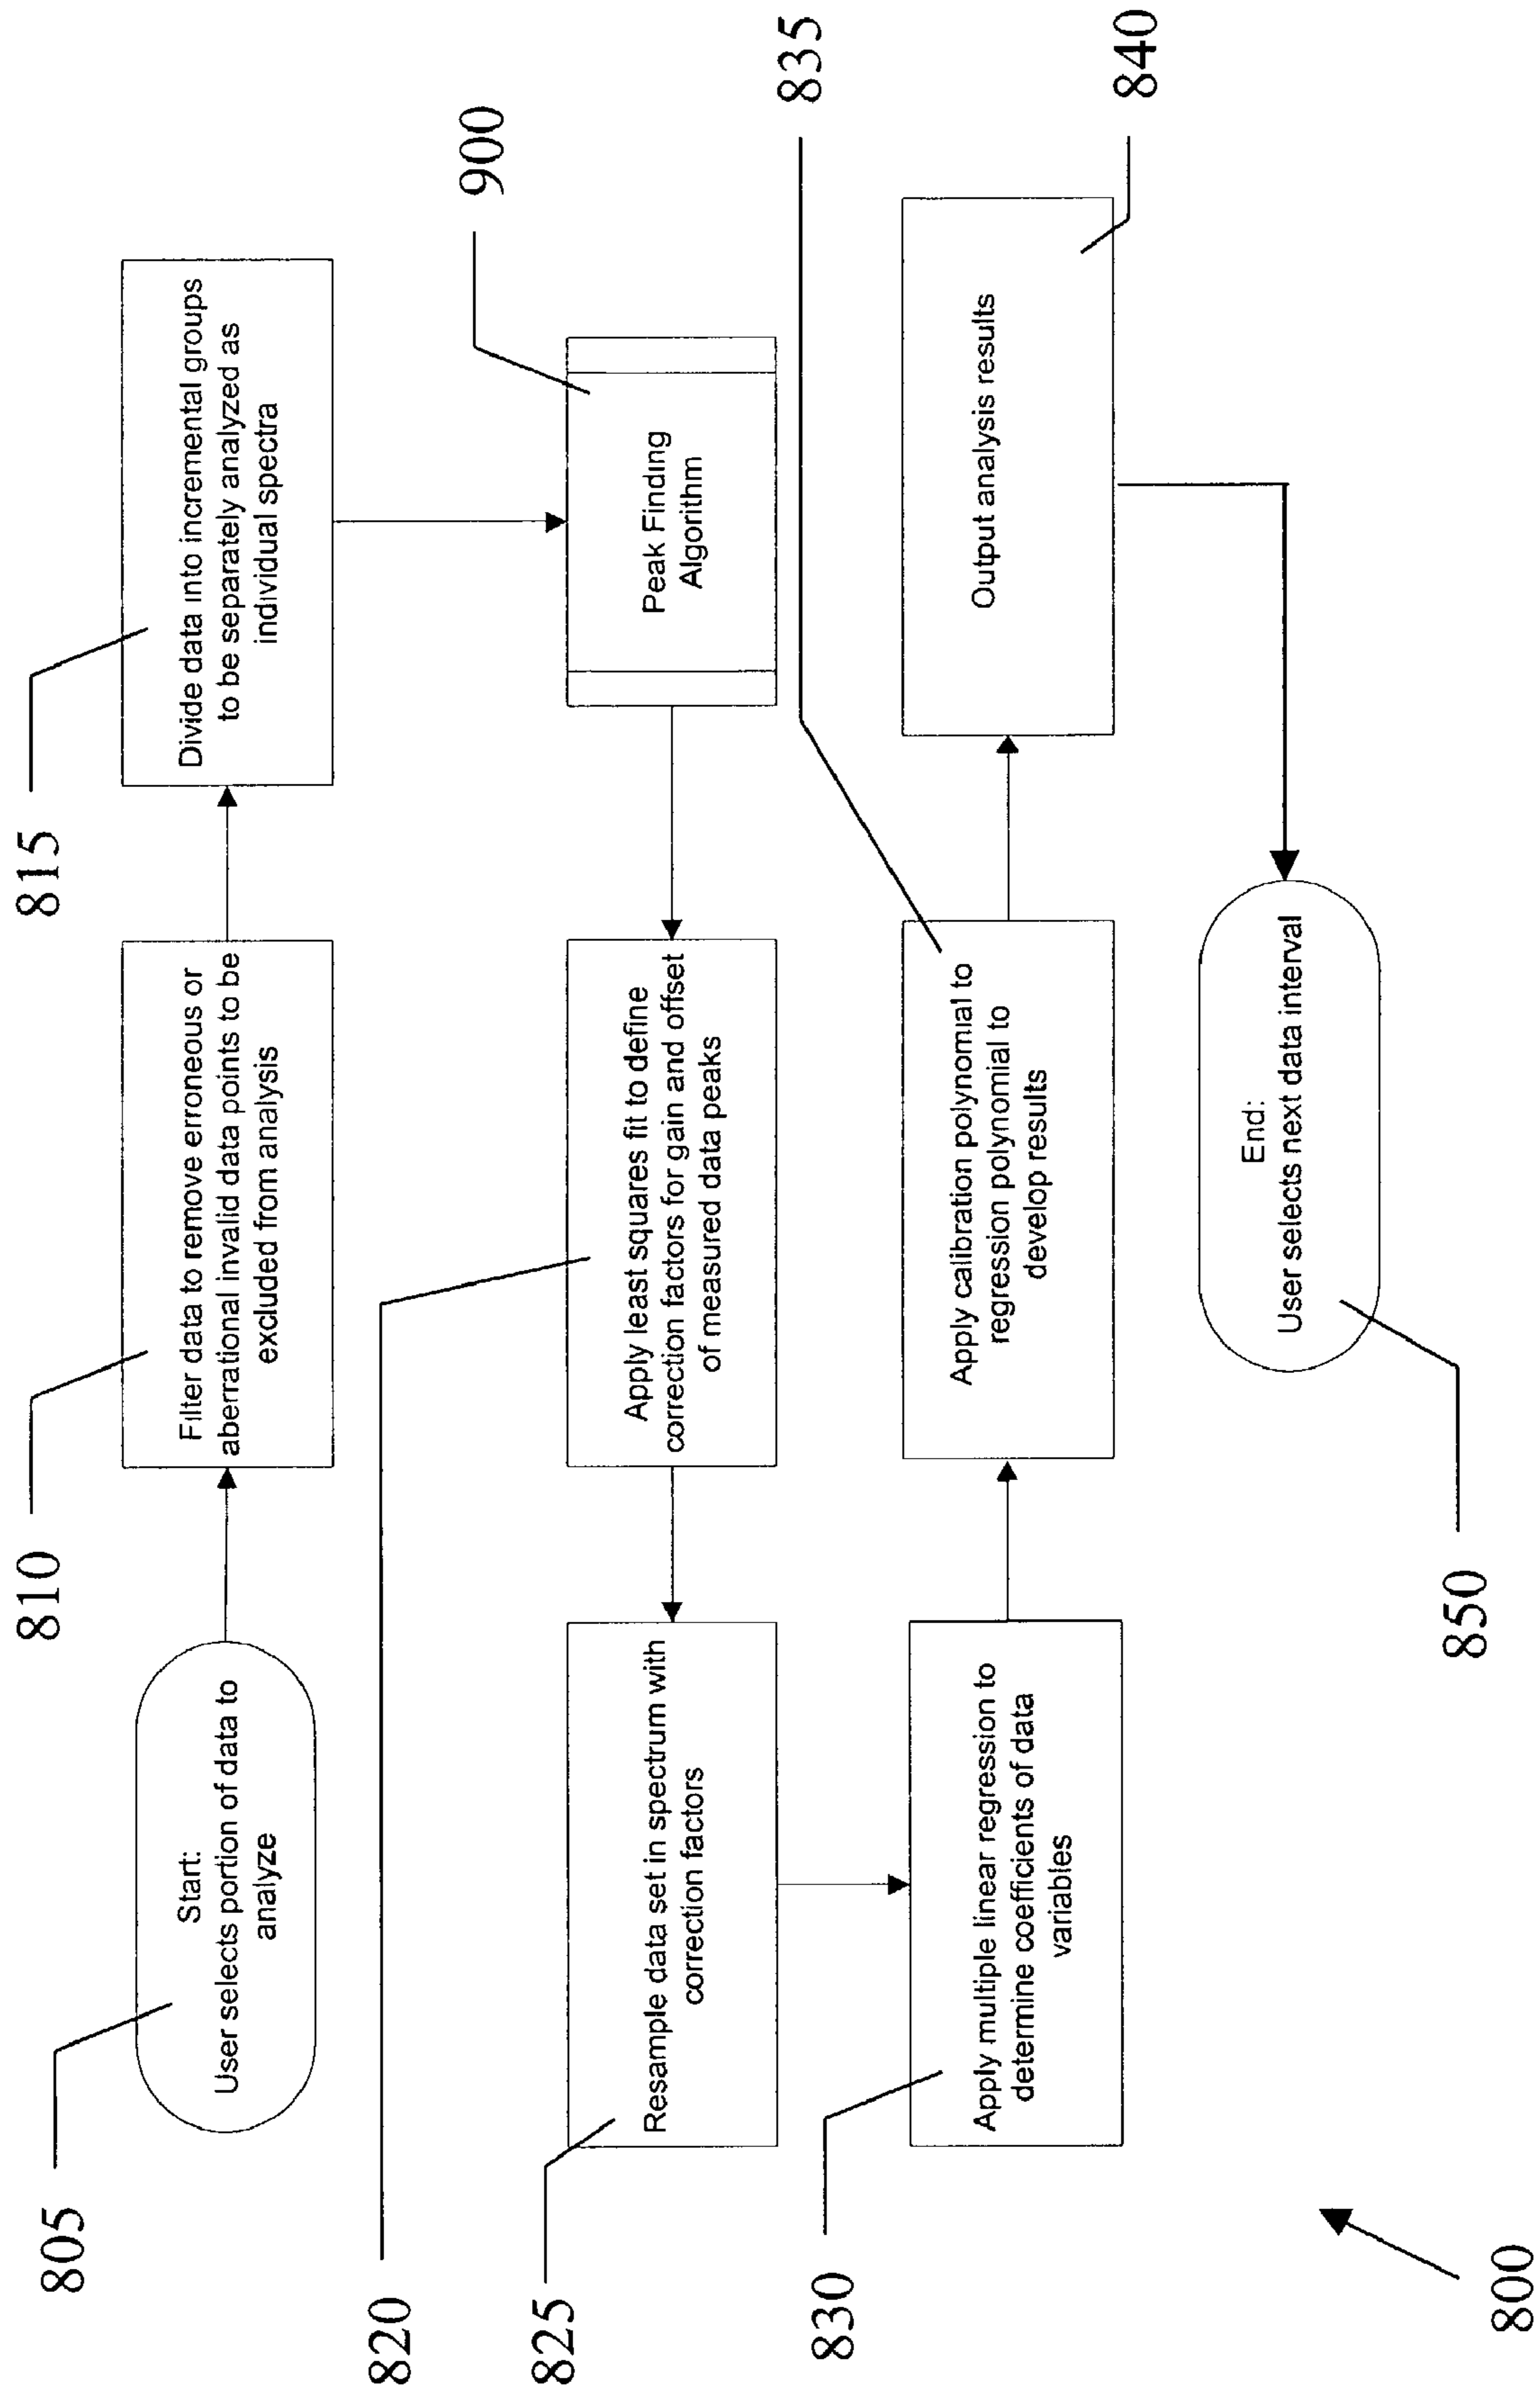 805
Start:
User selects portion of data to
analyze
810
Filter data to remove erroneous or
aberrational invalid data points to be
excluded from analysis
815
Divide data into incremental groups
to be separately analyzed as
individual spectra
900
Peak Finding
Algorithm
820
Apply least squares fit to define
correction factors for gain and offset
of measured data peaks
825
Resample data set in spectrum with
correction factors
830
Apply multiple linear regression to
determine coefficients of data
variables
835
Apply calibration polynomial to
regression polynomial to
develop results
840
Output analysis results
850
End:
User selects next data interval
800